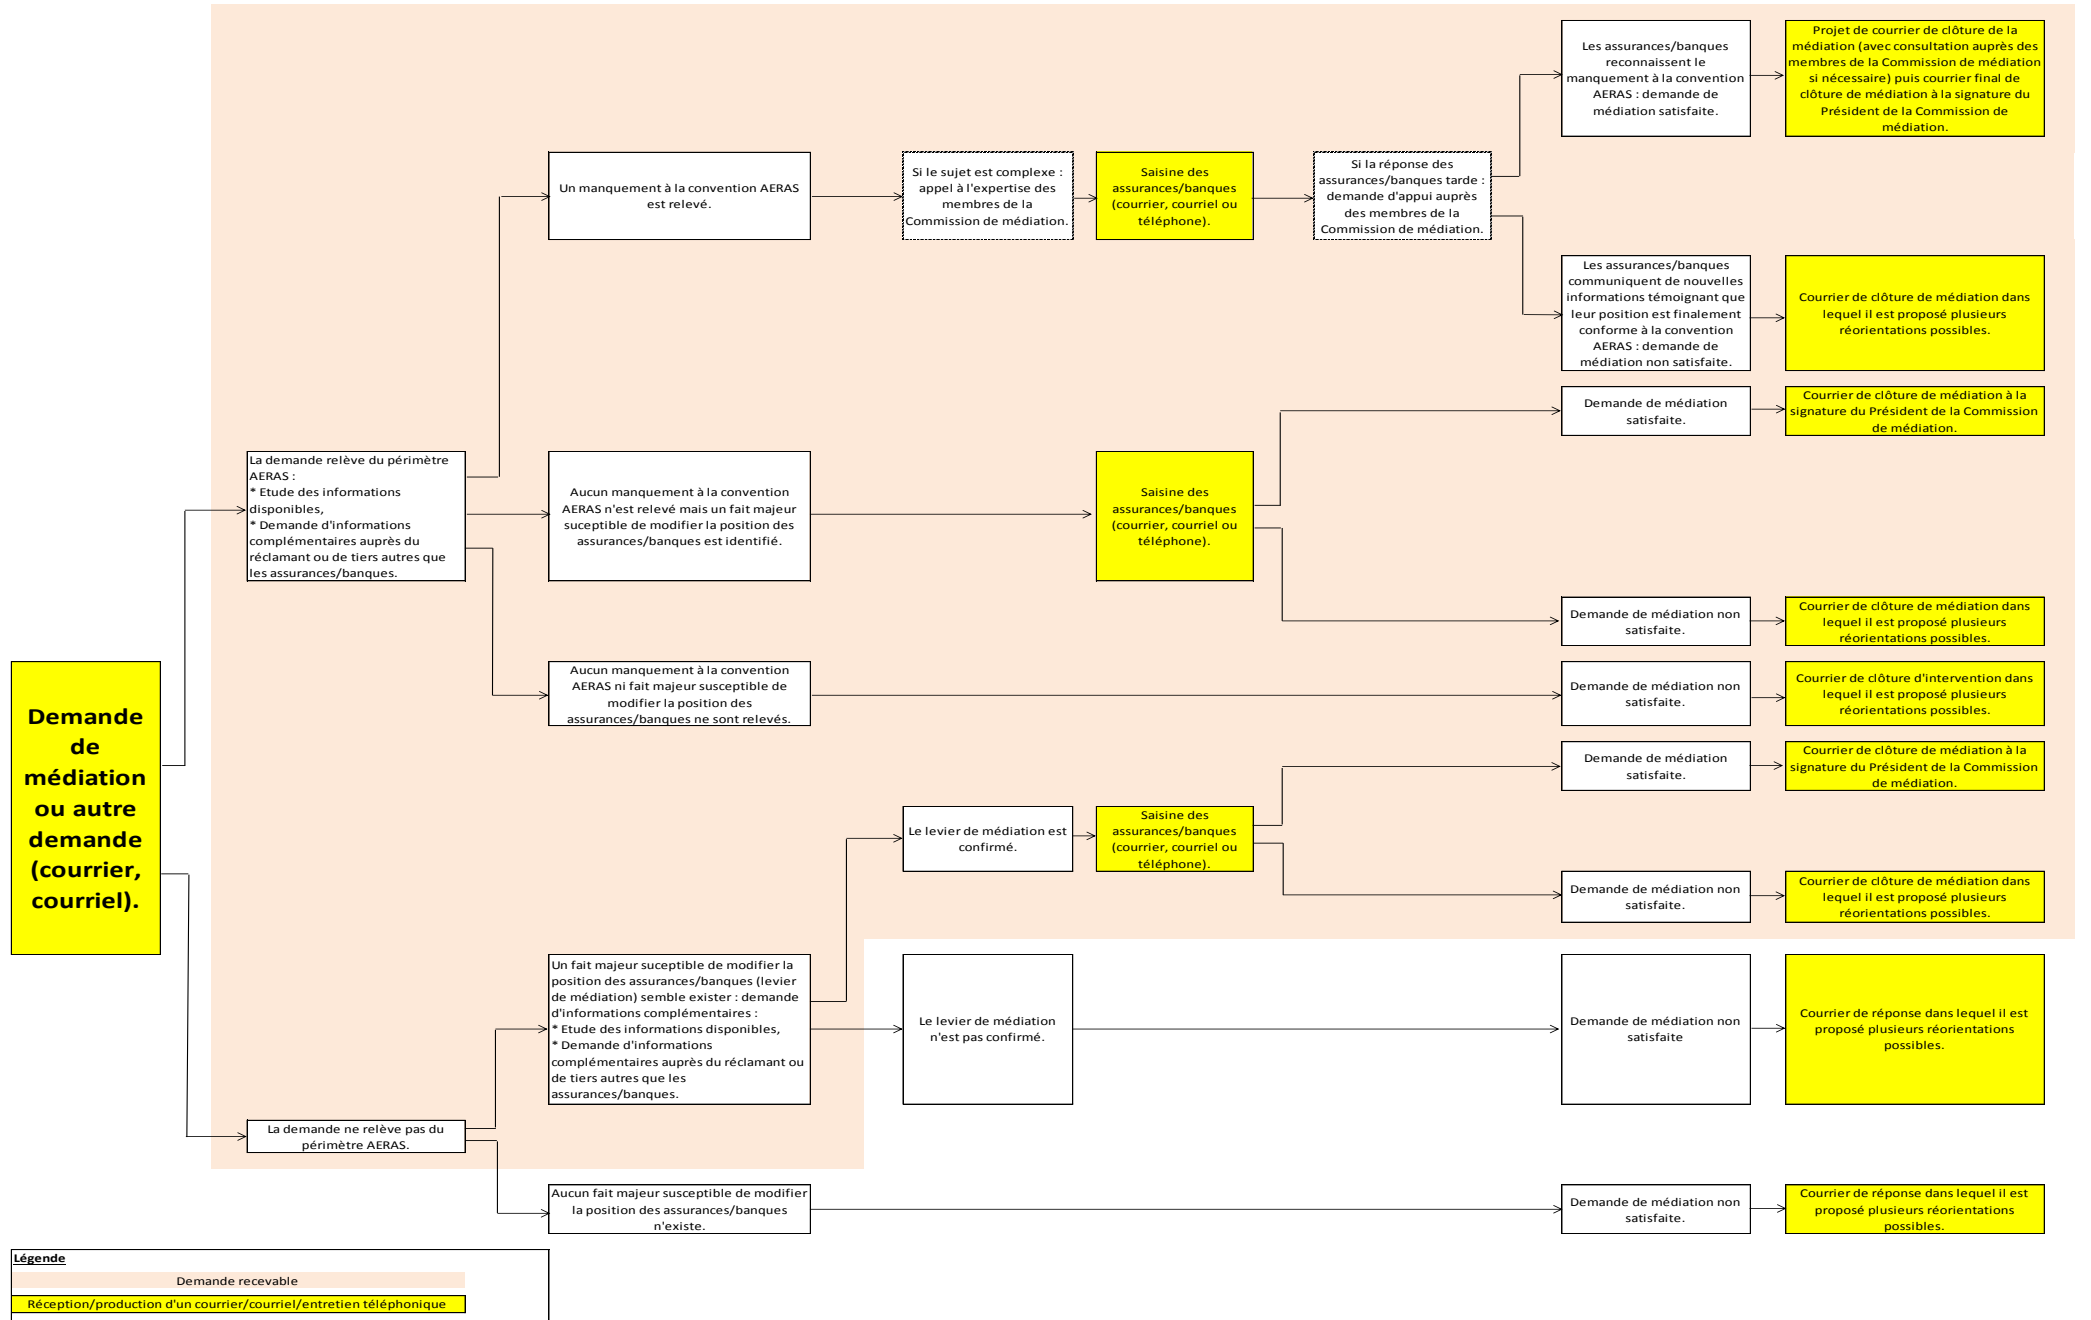 Les assurances/banques
reconnaissent le
manquement à la convention
AERAS : demande de
médiation satisfaite.
Projet de courrier de clôture de la
médiation (avec consultation auprès des
membres de la Commission de médiation
si nécessaire) puis courrier final de
clôture de médiation à la signature du
Président de la Commission de
médiation.
Un manquement à la convention AERAS
est relevé.
Si le sujet est complexe :
appel à l'expertise des
membres de la
Commission de médiation.
Saisine des
assurances/banques
(courrier, courriel ou
téléphone).
Si la réponse des
assurances/banques tarde :
demande d'appui auprès
des membres de la
Commission de médiation.
Les assurances/banques
communiquent de nouvelles
informations témoignant que
leur position est finalement
conforme à la convention
AERAS : demande de
médiation non satisfaite.
Courrier de clôture de médiation dans
lequel il est proposé plusieurs
réorientations possibles.
Demande de médiation
satisfaite.
Courrier de clôture de médiation à la
signature du Président de la Commission
de médiation.
La demande relève du périmètre
AERAS :
* Etude des informations
disponibles,
* Demande d'informations
complémentaires auprès du
réclamant ou de tiers autres que
les assurances/banques.
Aucun manquement à la convention
AERAS n'est relevé mais un fait majeur
suceptible de modifier la position des
assurances/banques est identifié.
Saisine des
assurances/banques
(courrier, courriel ou
téléphone).
Demande de médiation non
satisfaite.
Courrier de clôture de médiation dans
lequel il est proposé plusieurs
réorientations possibles.
Aucun manquement à la convention
AERAS ni fait majeur susceptible de
modifier la position des
assurances/banques ne sont relevés.
Demande de médiation non
satisfaite.
Courrier de clôture d'intervention dans
lequel il est proposé plusieurs
réorientations possibles.
Demande
de
médiation
ou autre
demande
(courrier,
courriel).
Demande de médiation
satisfaite.
Courrier de clôture de médiation à la
signature du Président de la Commission
de médiation.
Le levier de médiation est
confirmé.
Saisine des
assurances/banques
(courrier, courriel ou
téléphone).
Demande de médiation non
satisfaite.
Courrier de clôture de médiation dans
lequel il est proposé plusieurs
réorientations possibles.
Un fait majeur suceptible de modifier la
position des assurances/banques (levier
de médiation) semble exister : demande
d'informations complémentaires :
* Etude des informations disponibles,
* Demande d'informations
complémentaires auprès du réclamant ou
de tiers autres que les
assurances/banques.
Le levier de médiation
n'est pas confirmé.
Demande de médiation non
satisfaite
Courrier de réponse dans lequel il est
proposé plusieurs réorientations
possibles.
La demande ne relève pas du
périmètre AERAS.
Aucun fait majeur susceptible de modifier
la position des assurances/banques
n'existe.
Demande de médiation non
satisfaite.
Courrier de réponse dans lequel il est
proposé plusieurs réorientations
possibles.
Légende
Demande recevable
Réception/production d'un courrier/courriel/entretien téléphonique